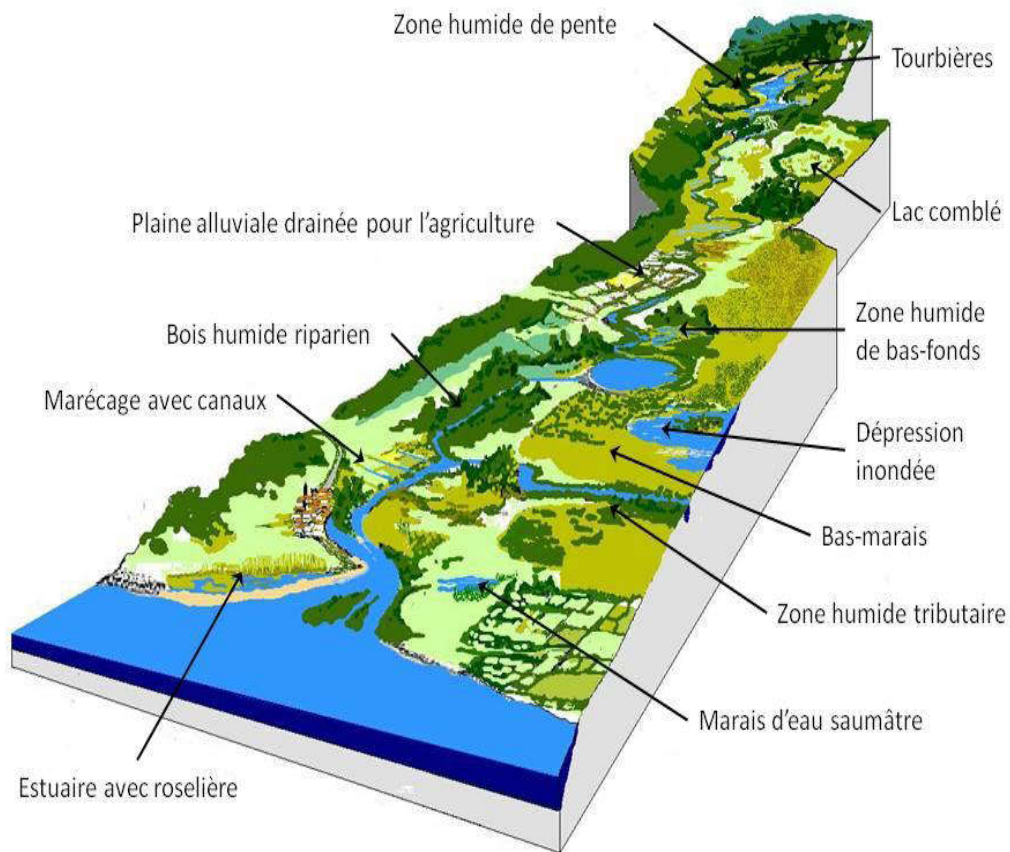 Zone humide de pente
Tourbières
Lac comblé
Plaine alluviale drainée pour l'agriculture
Zone humide
de bas-fonds
Bois humide riparien
Marécage avec canaux
Dépression
inondée
Bas-marais
Zone humide tributaire
Marais d'eau saumâtre
Estuaire avec roselière